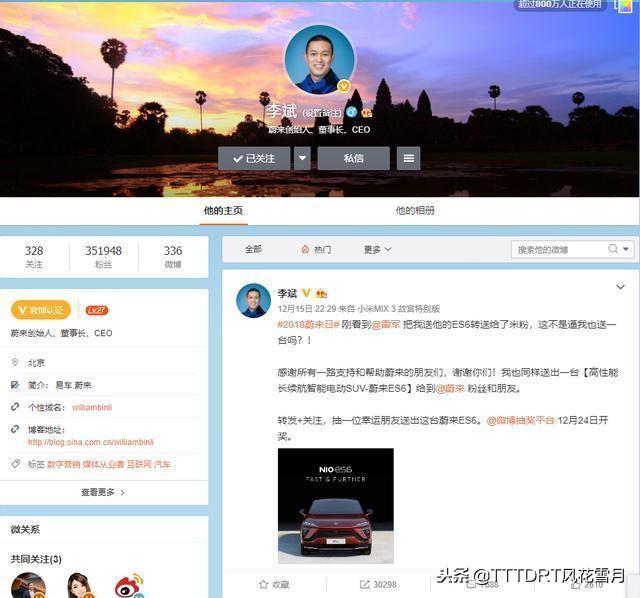 超过800万人正在使用
李斌 (设置备注)
蔚来创始人、董事长、CEO
已关注
私信
他的主页 他的相册
328 351948 336
关注 粉丝 微博
全部 热门 更多
搜索他的微博
微博认证 LV.27
蔚来创始人、董事长、CEO
北京
简介: 易车 蔚来
个性域名: williambinli
博客地址:
http://blog.sina.com.cn/williambinli
标签 数字营销 媒体从业者 互联网 汽车
查看更多 >
微关系
共同关注(3)
李斌
12月15日 22:29 来自 小米MIX 3 故宫特别版
#2018蔚来日# 刚看到@雷军 把我送他的ES6转送给了米粉，这不是逼我也送一
台吗？！
感谢所有一路支持和帮助蔚来的朋友们，谢谢你们！我也同样送出一台【高性能
长续航智能电动SUV-蔚来ES6】给到@蔚来 粉丝和朋友。
转发+关注，抽一位幸运朋友送出这台蔚来ES6。@微博抽奖平台 12月24日开
奖。
NIO ES6
FAST & FURTHER
收藏 30298
头条 @TTTDRT风花雪月